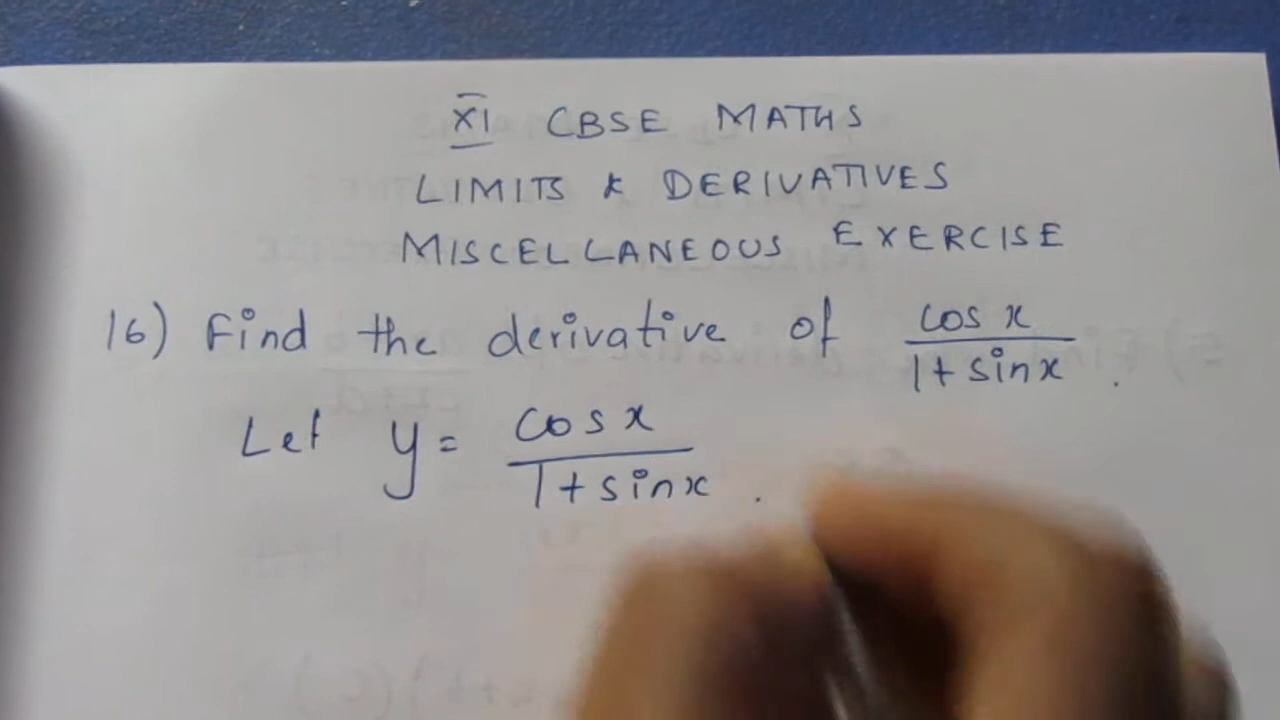 XI CBSE MATHS
LIMITS & DERIVATIVES
MISCELLANEOUS EXERCISE
16) Find the derivative of cos x / 1 + sin x .
Let y = cos x / 1 + sin x .